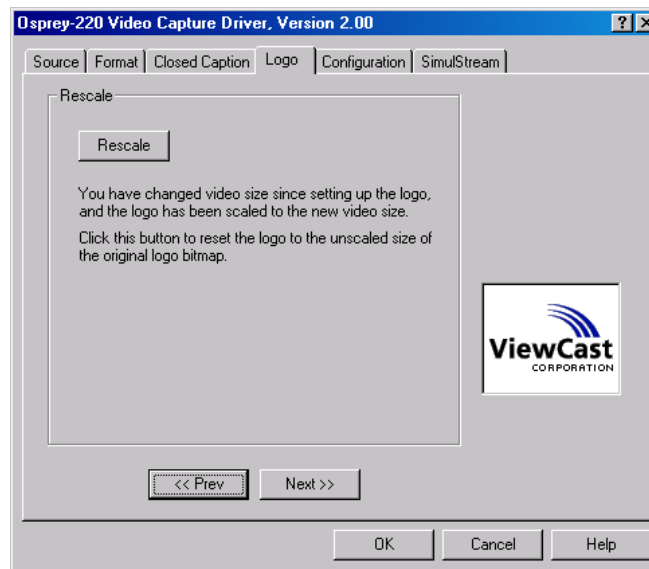 Osprey-220 Video Capture Driver, Version 2.00
Source Format Closed Caption Logo Configuration SimulStream
Rescale
Rescale
You have changed video size since setting up the logo,
and the logo has been scaled to the new video size.
Click this button to reset the logo to the unscaled size of
the original logo bitmap.
ViewCast
CORPORATION
<< Prev Next >>
OK Cancel Help